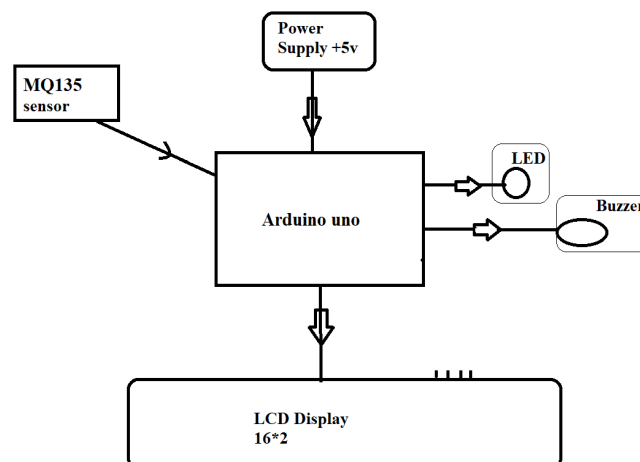 Power
Supply +5v
MQ135
sensor
LED
Buzzer
Arduino uno
LCD Display
16*2